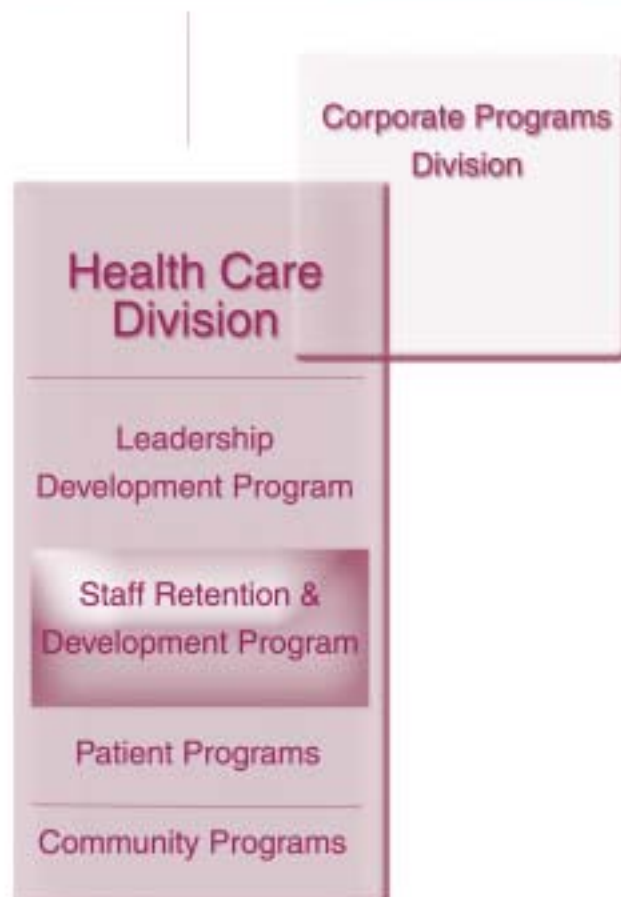 Corporate Programs
Division
Health Care
Division
Leadership
Development Program
Staff Retention &
Development Program
Patient Programs
Community Programs